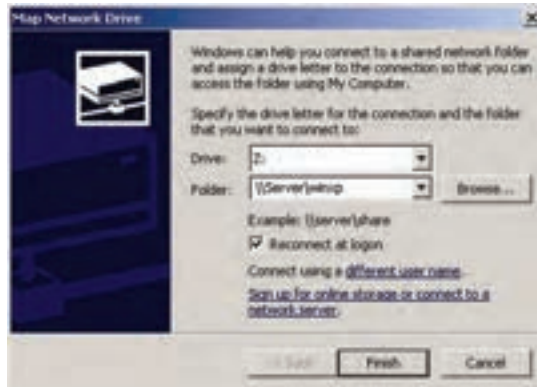 Map Network Drive
Windows can help you connect to a shared network folder
and assign a drive letter to the connection so that you can
access the folder using My Computer.
Specify the drive letter for the connection and the folder
that you want to connect to:
Drive: Z:
Folder: \\Server\winxp Browse...
Example: \\server\share
Reconnect at logon
Connect using a different user name.
Sign up for online storage or connect to a
network server.
< Back Finish Cancel